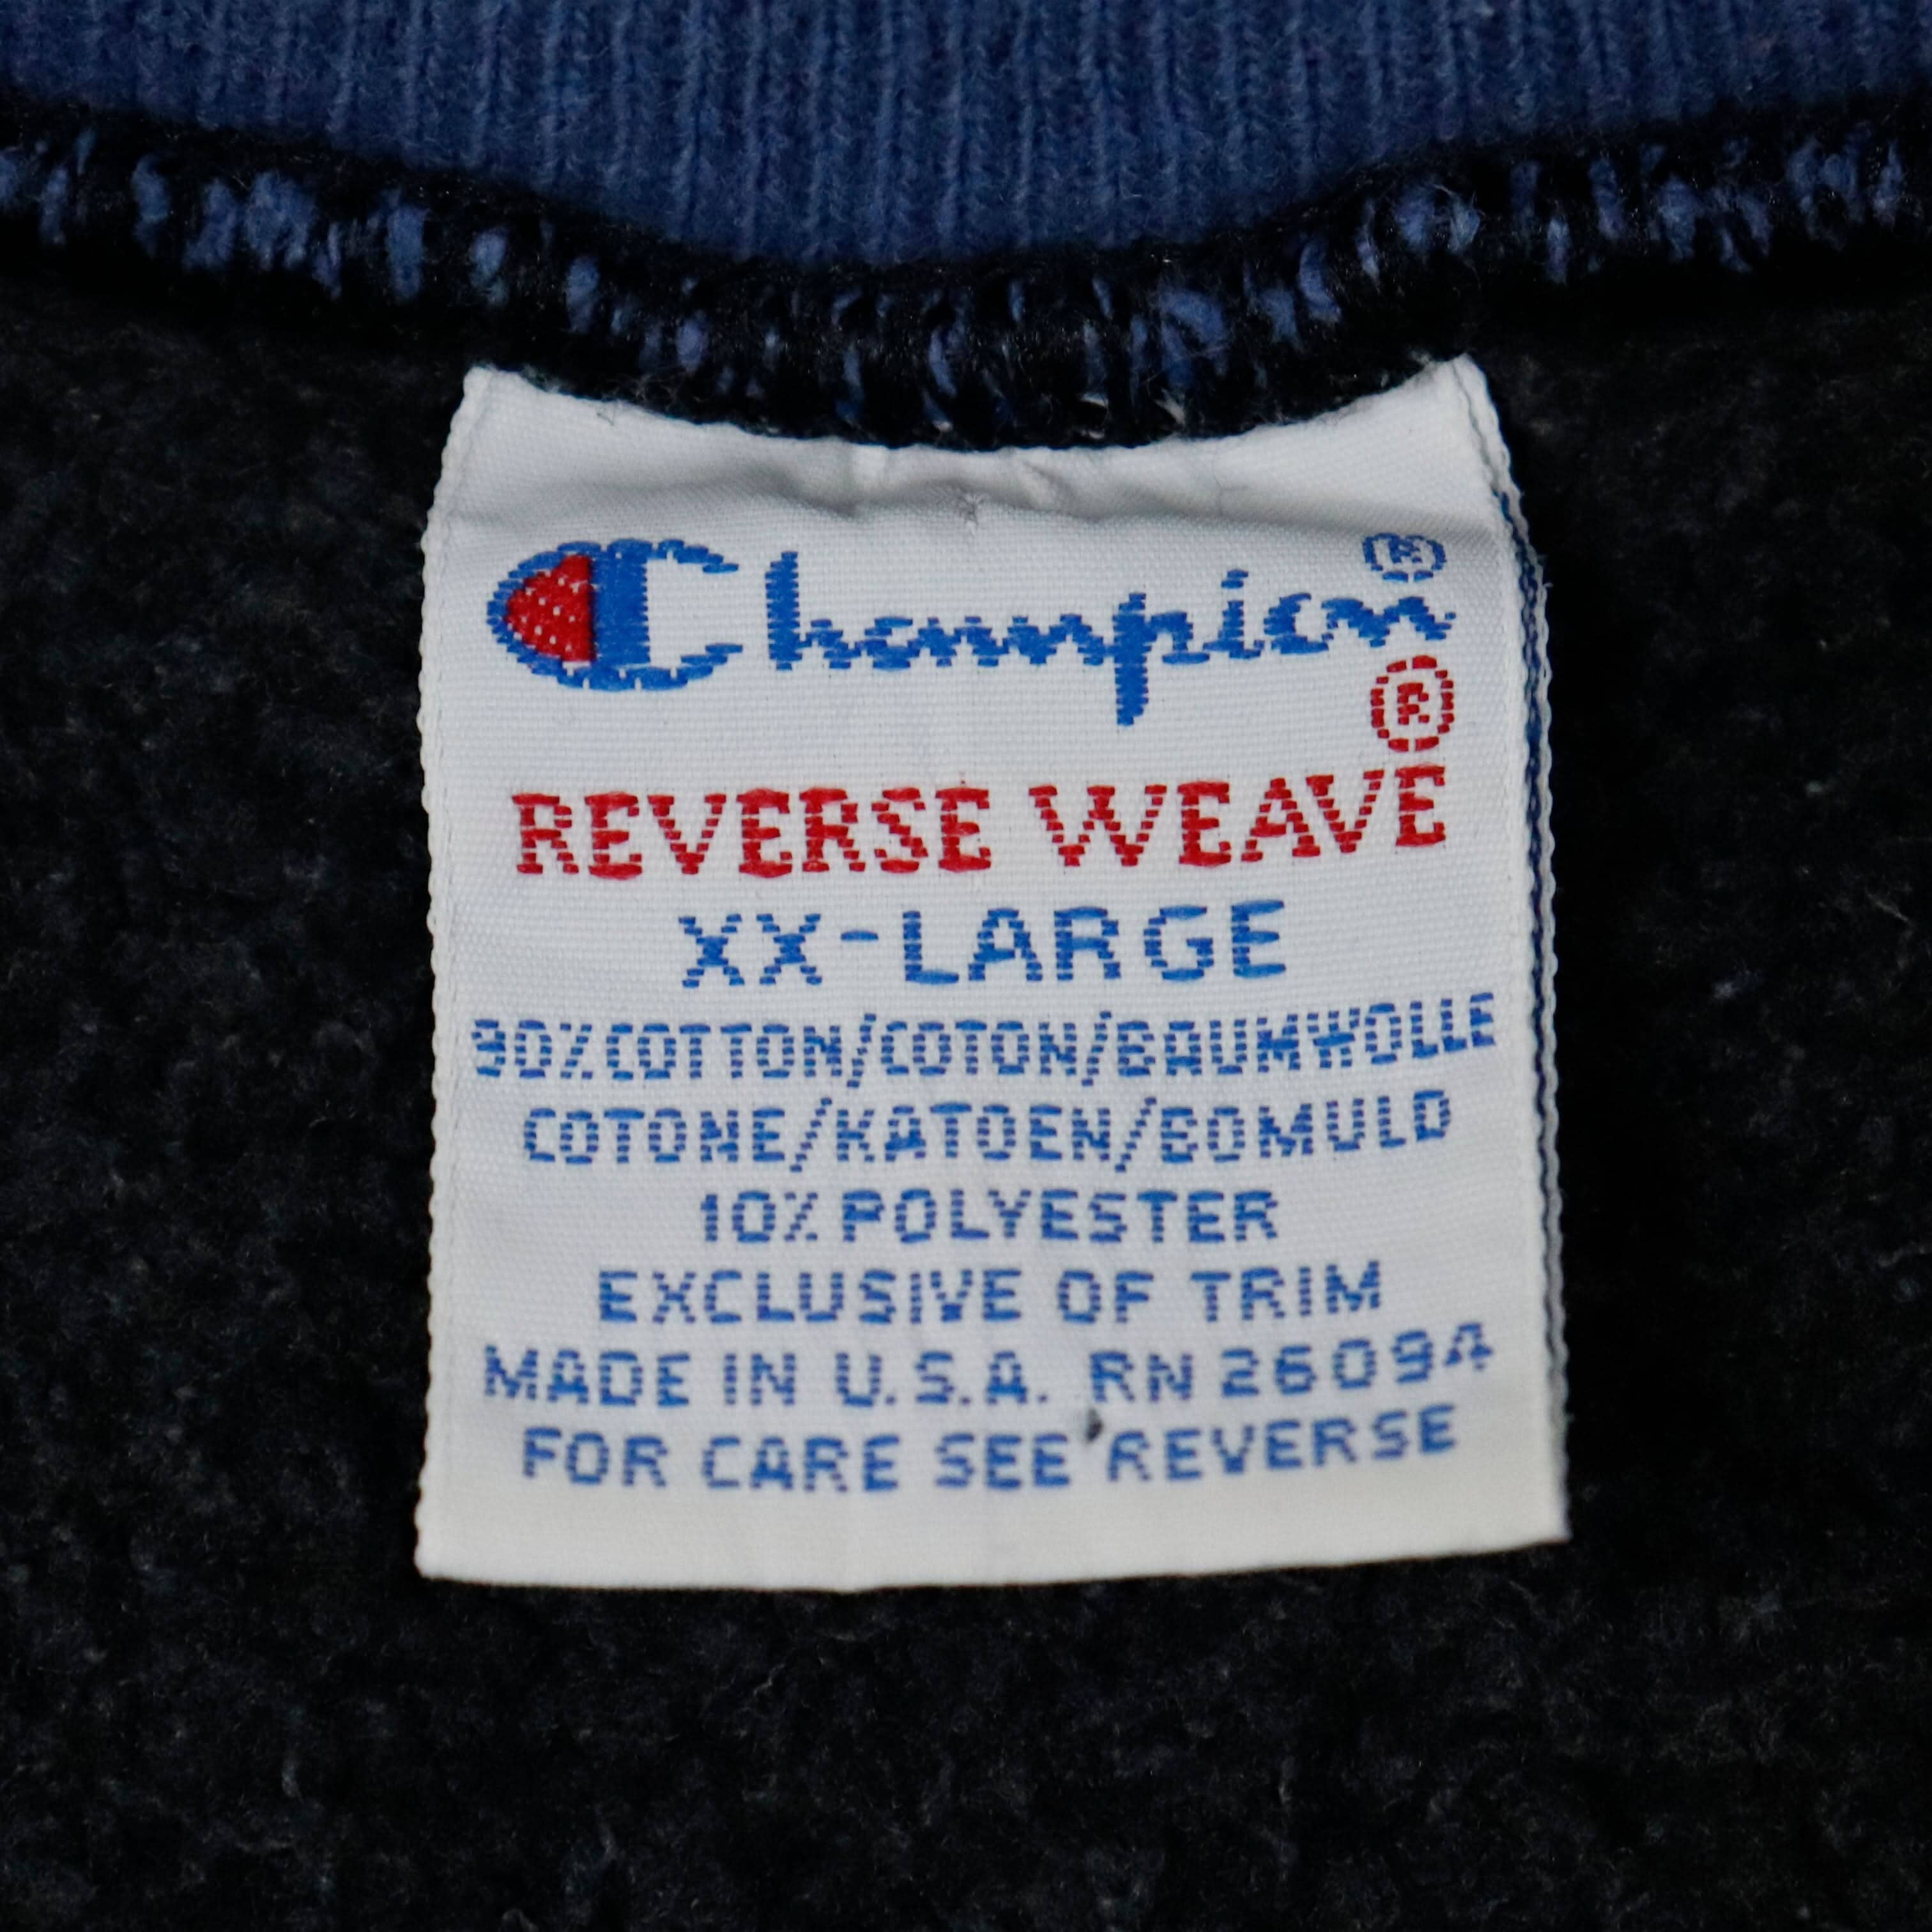 Champion®
®
REVERSE WEAVE
XX-LARGE
90% COTTON/COTON/BAUMWOLLE
COTONE/KATOEN/BOMULD
10% POLYESTER
EXCLUSIVE OF TRIM
MADE IN U.S.A. RN 26094
FOR CARE SEE REVERSE